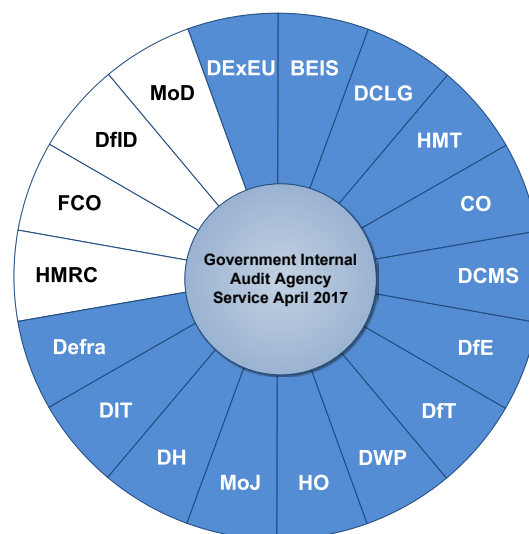 DExEU
BEIS
DCLG
HMT
CO
DCMS
DfE
DfT
DWP
HO
MoJ
DH
DIT
Defra
HMRC
FCO
DfID
MoD
Government Internal
Audit Agency
Service April 2017